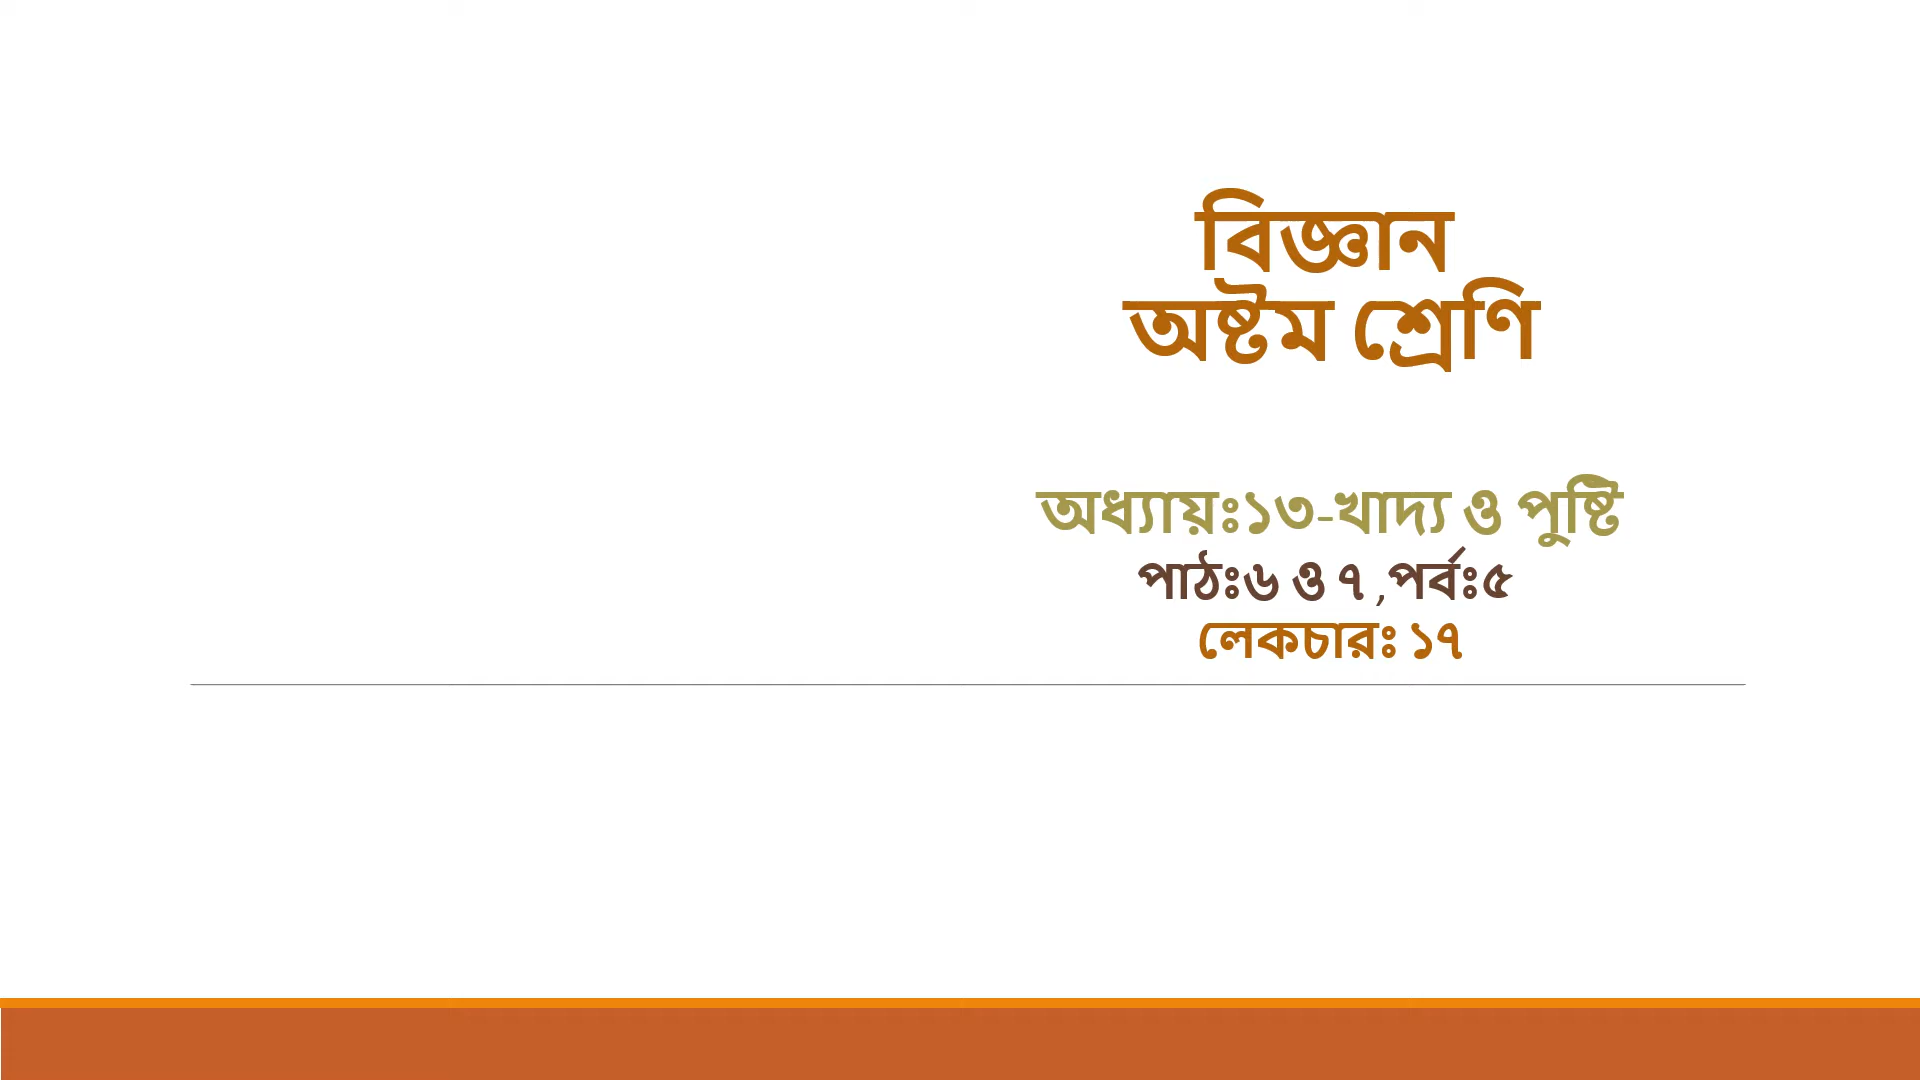 বিজ্ঞান
অষ্টম শ্রেণি
অধ্যায়ঃ১৩-খাদ্য ও পুষ্টি
পাঠঃ৬ ও ৭ ,পর্বঃ৫
লেকচারঃ ১৭